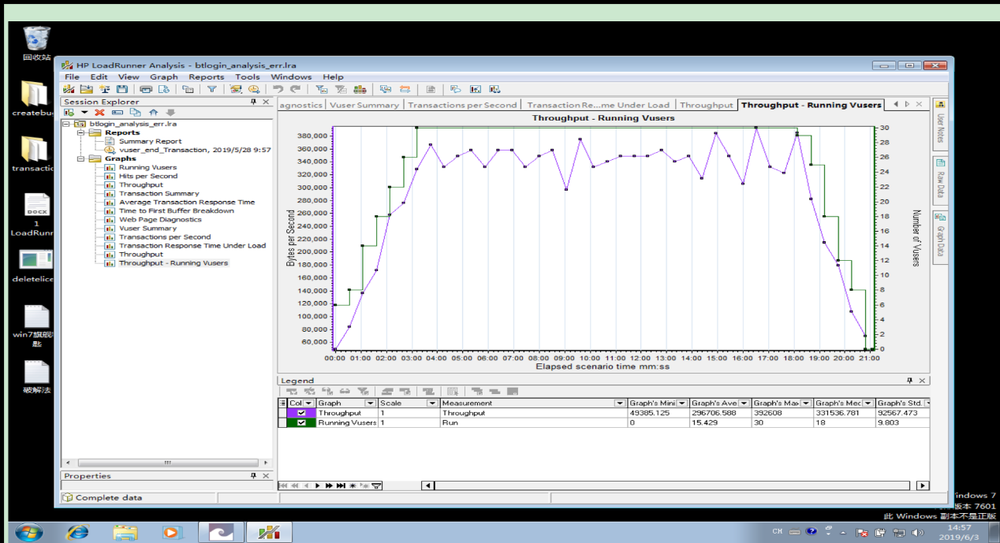 回收站
createbu
transactic
1
LoadRunr
deletelice
win7旗舰
匙
破解法
HP LoadRunner Analysis - btlogin_analysis_err.lra
File Edit View Graph Reports Tools Windows Help
Session Explorer
btlogin_analysis_err.lra
Reports
Summary Report
vuser_end_Transaction, 2019/5/28 9:57
Graphs
Running Vusers
Hits per Second
Throughput
Transaction Summary
Average Transaction Response Time
Time to First Buffer Breakdown
Web Page Diagnostics
Vuser Summary
Transactions per Second
Transaction Response Time Under Load
Throughput
Throughput - Running Vusers
Properties
Complete data
agnostics Vuser Summary Transactions per Second Transaction Re...me Under Load Throughput Throughput - Running Vusers
Throughput - Running Vusers
Bytes per Second
380,000
360,000
340,000
320,000
300,000
280,000
260,000
240,000
220,000
200,000
180,000
160,000
140,000
120,000
100,000
80,000
60,000
30
28
26
24
22
20
18
16
14
12
10
8
6
4
2
0
Number of Vusers
00:00 01:00 02:00 03:00 04:00 05:00 06:00 07:00 08:00 09:00 10:00 11:00 12:00 13:00 14:00 15:00 16:00 17:00 18:00 19:00 20:00 21:00
Elapsed scenario time mm:ss
User Notes
Raw Data
Graph Data
Legend
Col Graph Scale Measurement Graph's Mini Graph's Ave Graph's Max Graph's Mec Graph's Std.
Throughput 1 Throughput 49385.125 296706.588 392608 331536.781 92567.473
Running Vusers 1 Run 0 15.429 30 18 9.803
indows 7
版本 7601
此 Windows 副本不是正版
CH
14:57
2019/6/3